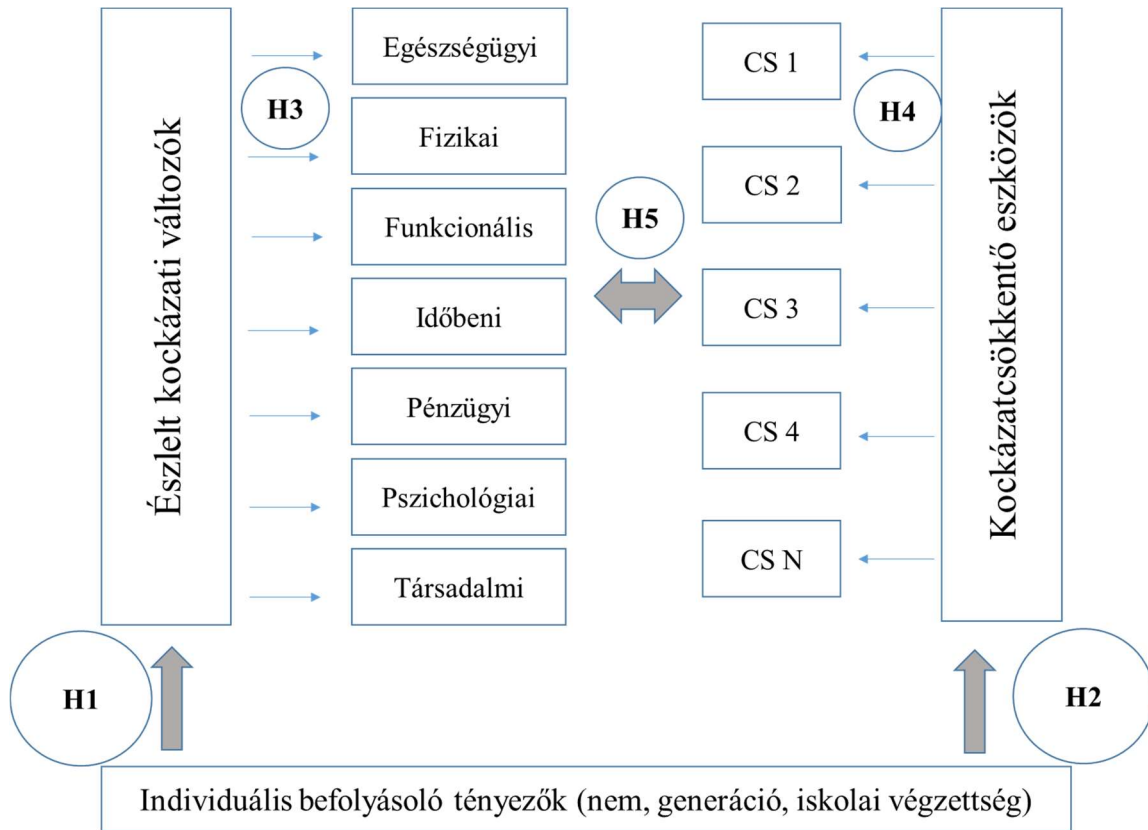 Észlelt kockázati változók
H3
Egészségügyi
Fizikai
Funkcionális
Időbeni
Pénzügyi
Pszichológiai
Társadalmi
H5
CS 1
CS 2
CS 3
CS 4
CS N
H4
Kockázatcsökkentő eszközök
H1
H2
Individuális befolyásoló tényezők (nem, generáció, iskolai végzettség)